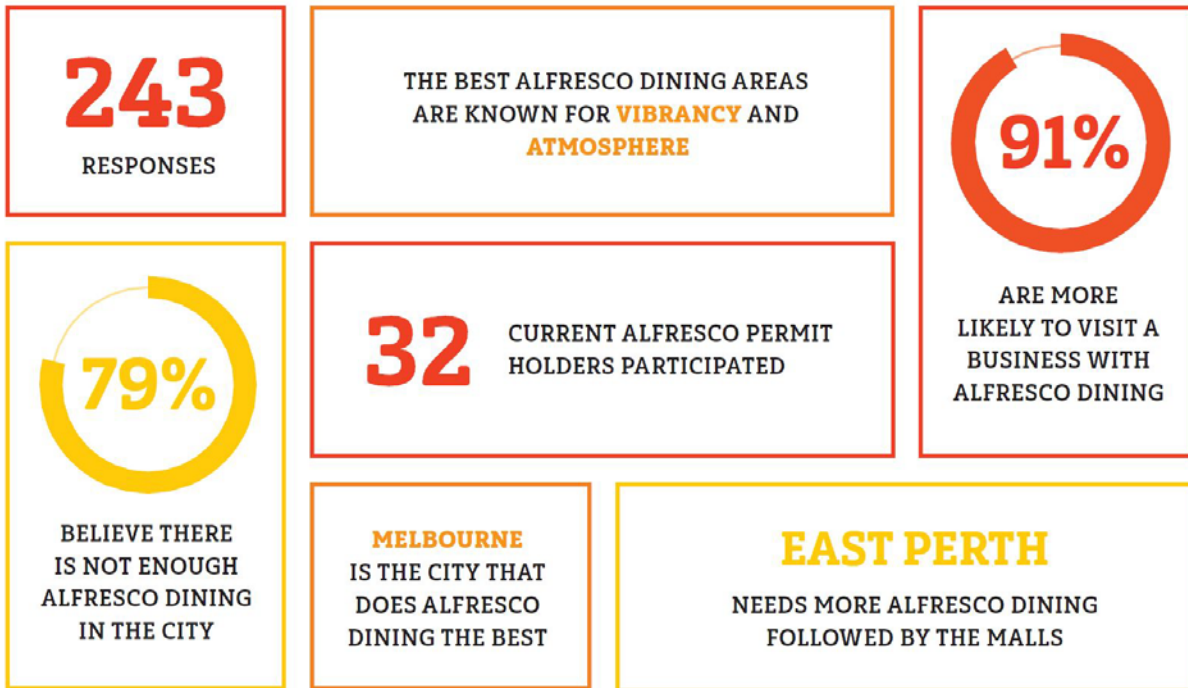 243
RESPONSES
THE BEST ALFRESCO DINING AREAS
ARE KNOWN FOR VIBRANCY AND
ATMOSPHERE
91%
ARE MORE
LIKELY TO VISIT A
BUSINESS WITH
ALFRESCO DINING
79%
BELIEVE THERE
IS NOT ENOUGH
ALFRESCO DINING
IN THE CITY
32
CURRENT ALFRESCO PERMIT
HOLDERS PARTICIPATED
MELBOURNE
IS THE CITY THAT
DOES ALFRESCO
DINING THE BEST
EAST PERTH
NEEDS MORE ALFRESCO DINING
FOLLOWED BY THE MALLS